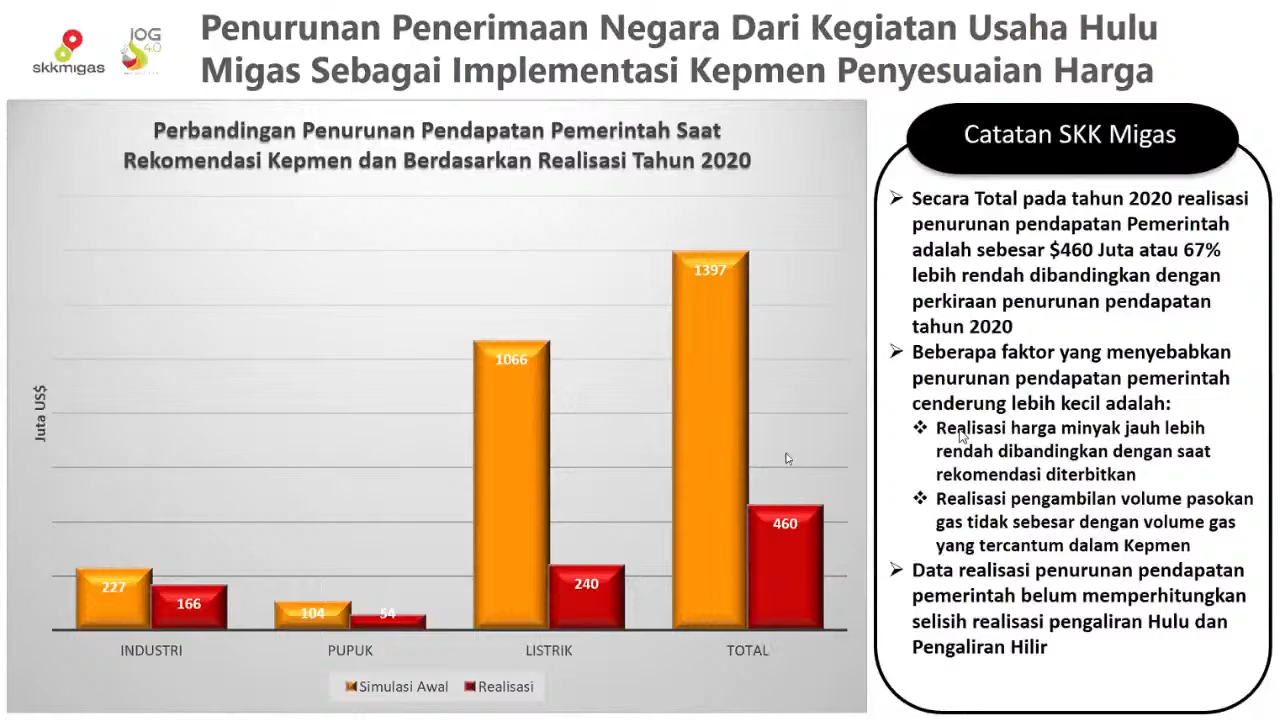 skkmigas
IOG
4.0
Penurunan Penerimaan Negara Dari Kegiatan Usaha Hulu
Migas Sebagai Implementasi Kepmen Penyesuaian Harga
Perbandingan Penurunan Pendapatan Pemerintah Saat
Rekomendasi Kepmen dan Berdasarkan Realisasi Tahun 2020
Juta US$
227
166
104
54
1066
240
1397
460
INDUSTRI
PUPUK
LISTRIK
TOTAL
Simulasi Awal
Realisasi
Catatan SKK Migas
Secara Total pada tahun 2020 realisasi
penurunan pendapatan Pemerintah
adalah sebesar $460 Juta atau 67%
lebih rendah dibandingkan dengan
perkiraan penurunan pendapatan
tahun 2020
Beberapa faktor yang menyebabkan
penurunan pendapatan pemerintah
cenderung lebih kecil adalah:
Realisasi harga minyak jauh lebih
rendah dibandingkan dengan saat
rekomendasi diterbitkan
Realisasi pengambilan volume pasokan
gas tidak sebesar dengan volume gas
yang tercantum dalam Kepmen
Data realisasi penurunan pendapatan
pemerintah belum memperhitungkan
selisih realisasi pengaliran Hulu dan
Pengaliran Hilir